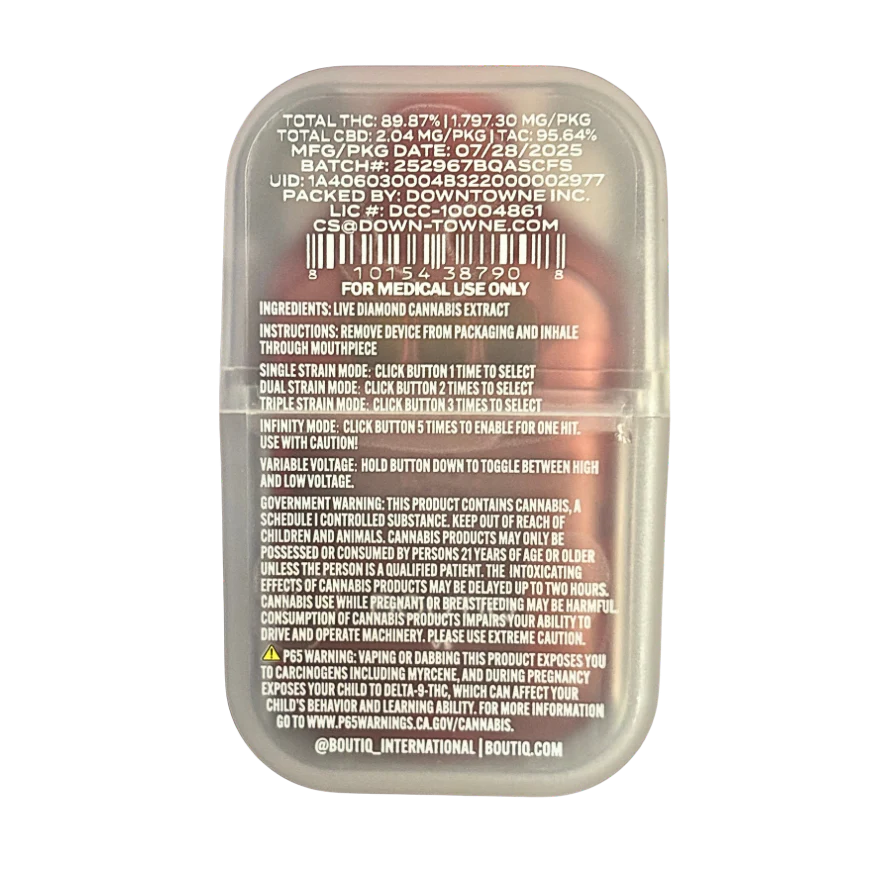 TOTAL THC: 89.87% | 1,797.30 MG/PKG
TOTAL CBD: 2.04 MG/PKG | TAC: 95.64%
MFG/PKG DATE: 07/28/2025
BATCH#: 252967BQASCFS
UID: 1A406030004B322000002977
PACKED BY: DOWNTOWNE INC.
LIC #: DCC-10004861
CS@DOWN-TOWNE.COM
8 10154 38790 8
FOR MEDICAL USE ONLY
INGREDIENTS: LIVE DIAMOND CANNABIS EXTRACT
INSTRUCTIONS: REMOVE DEVICE FROM PACKAGING AND INHALE
THROUGH MOUTHPIECE
SINGLE STRAIN MODE: CLICK BUTTON 1 TIME TO SELECT
DUAL STRAIN MODE: CLICK BUTTON 2 TIMES TO SELECT
TRIPLE STRAIN MODE: CLICK BUTTON 3 TIMES TO SELECT
INFINITY MODE: CLICK BUTTON 5 TIMES TO ENABLE FOR ONE HIT.
USE WITH CAUTION!
VARIABLE VOLTAGE: HOLD BUTTON DOWN TO TOGGLE BETWEEN HIGH
AND LOW VOLTAGE.
GOVERNMENT WARNING: THIS PRODUCT CONTAINS CANNABIS, A
SCHEDULE I CONTROLLED SUBSTANCE. KEEP OUT OF REACH OF
CHILDREN AND ANIMALS. CANNABIS PRODUCTS MAY ONLY BE
POSSESSED OR CONSUMED BY PERSONS 21 YEARS OF AGE OR OLDER
UNLESS THE PERSON IS A QUALIFIED PATIENT. THE INTOXICATING
EFFECTS OF CANNABIS PRODUCTS MAY BE DELAYED UP TO TWO HOURS.
CANNABIS USE WHILE PREGNANT OR BREASTFEEDING MAY BE HARMFUL.
CONSUMPTION OF CANNABIS PRODUCTS IMPAIRS YOUR ABILITY TO
DRIVE AND OPERATE MACHINERY. PLEASE USE EXTREME CAUTION.
P65 WARNING: VAPING OR DABBING THIS PRODUCT EXPOSES YOU
TO CARCINOGENS INCLUDING MYRCENE, AND DURING PREGNANCY
EXPOSES YOUR CHILD TO DELTA-9-THC, WHICH CAN AFFECT YOUR
CHILD'S BEHAVIOR AND LEARNING ABILITY. FOR MORE INFORMATION
GO TO WWW.P65WARNINGS.CA.GOV/CANNABIS.
@BOUTIQ_INTERNATIONAL | BOUTIQ.COM